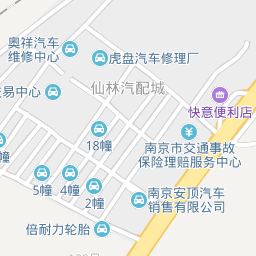 奥祥汽车
维修中心
虎盘汽车修理厂
仙林汽配城
易中心
快意便利店
18幢
南京市交通事故
保险理赔服务中心
幢
5幢
4幢
2幢
南京安顶汽车
销售有限公司
倍耐力轮胎